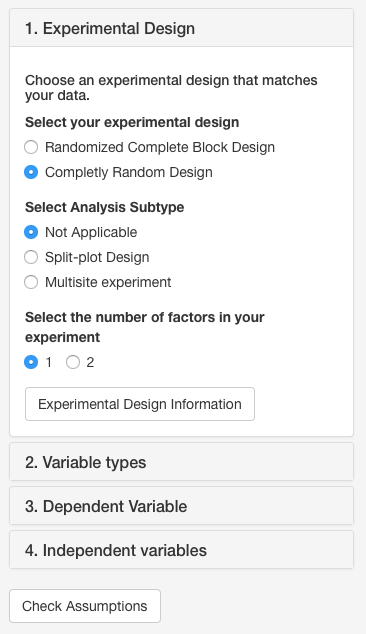 1. Experimental Design
Choose an experimental design that matches
your data.
Select your experimental design
Randomized Complete Block Design
Completly Random Design
Select Analysis Subtype
Not Applicable
Split-plot Design
Multisite experiment
Select the number of factors in your
experiment
1 2
Experimental Design Information
2. Variable types
3. Dependent Variable
4. Independent variables
Check Assumptions